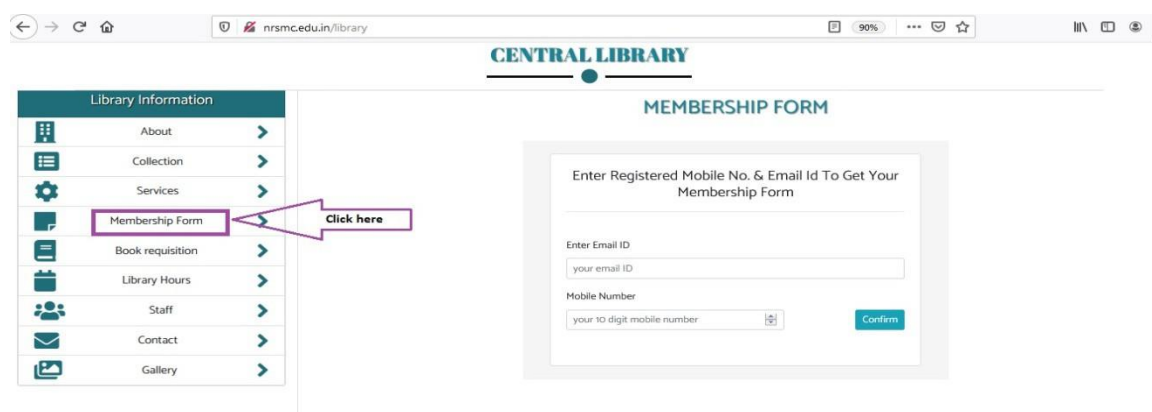 nrsmc.edu.in/library
90%
CENTRAL LIBRARY
Library Information
About
Collection
Services
Membership Form
Click here
Book requisition
Library Hours
Staff
Contact
Gallery
MEMBERSHIP FORM
Enter Registered Mobile No. & Email Id To Get Your
Membership Form
Enter Email ID
your email ID
Mobile Number
your 10 digit mobile number
Confirm